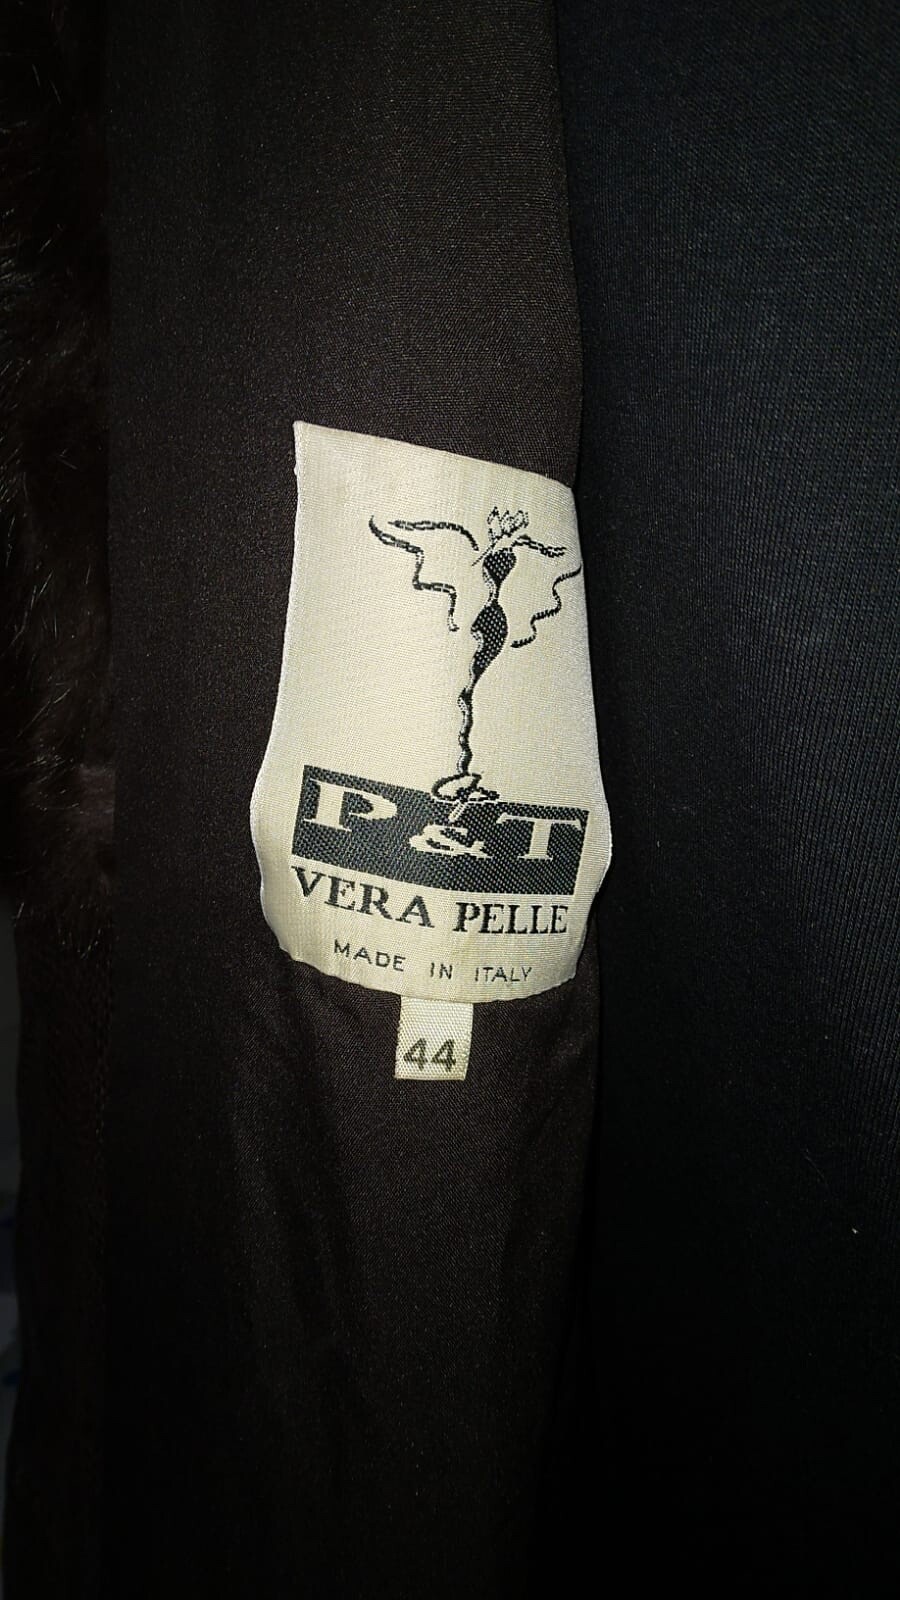 P & T
VERA PELLE
MADE IN ITALY
44